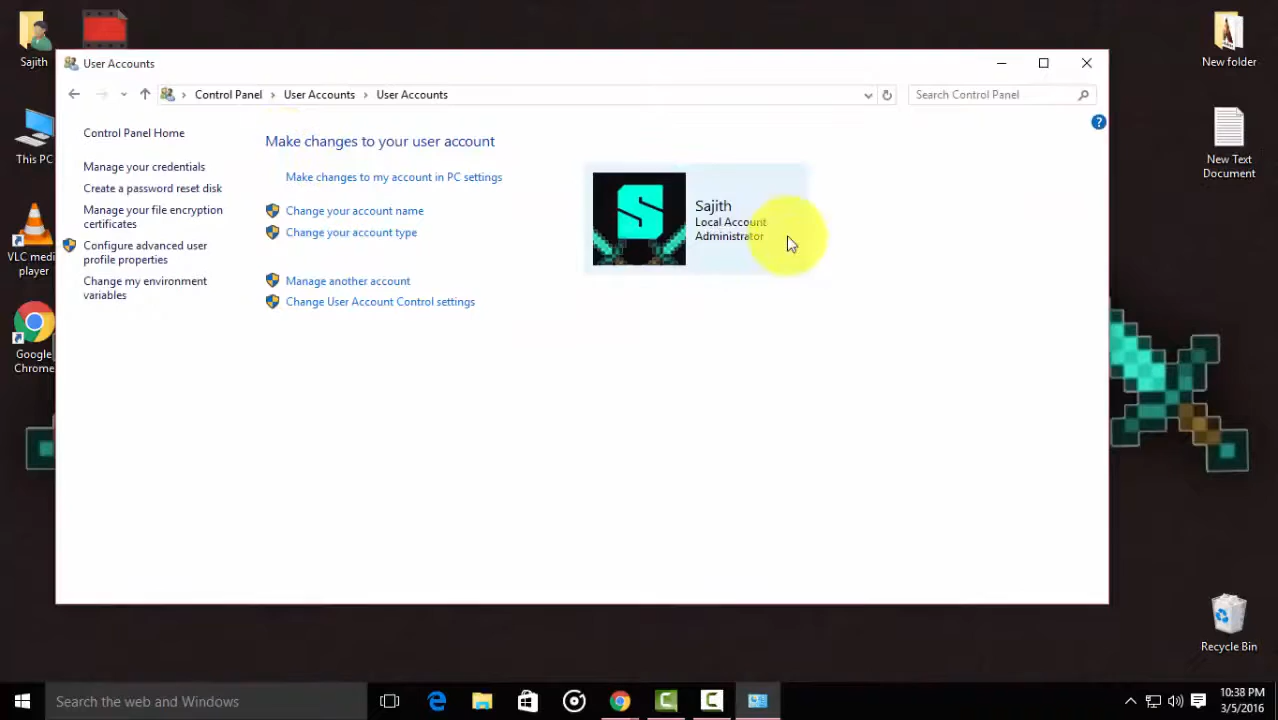 Sajith
New folder
User Accounts
Control Panel
User Accounts
User Accounts
Search Control Panel
Control Panel Home
Make changes to your user account
This PC
New Text
Document
Manage your credentials
Make changes to my account in PC settings
Create a password reset disk
Sajith
Local Account
Administrator
Manage your file encryption
certificates
Change your account name
Change your account type
Configure advanced user
profile properties
VLC media
player
Change my environment
variables
Manage another account
Change User Account Control settings
Google
Chrome
Recycle Bin
Search the web and Windows
10:38 PM
3/5/2016